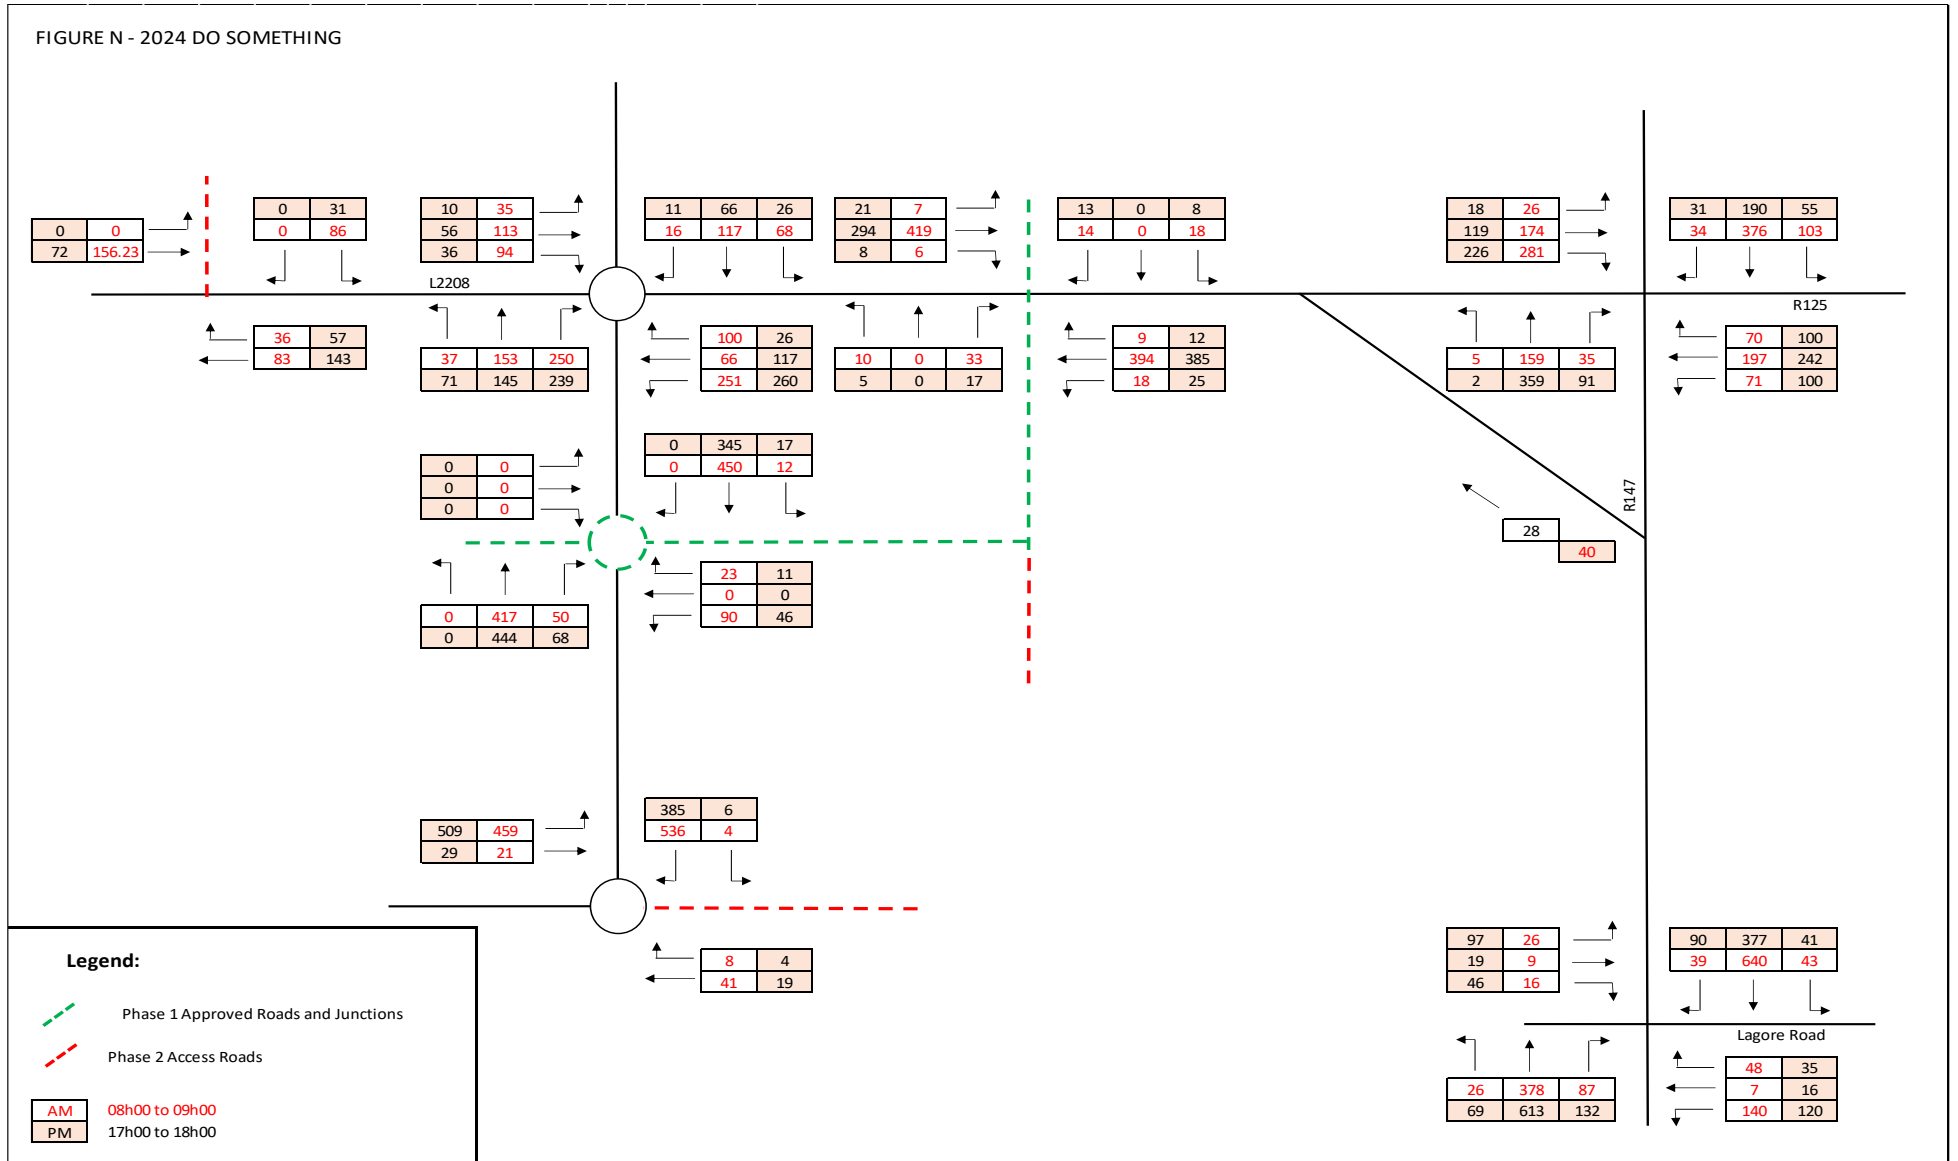 FIGURE N - 2024 DO SOMETHING
0 0
72 156.23
0 31
0 86
10 35
56 113
36 94
11 66 26
16 117 68
21 7
294 419
8 6
13 0 8
14 0 18
18 26
119 174
226 281
31 190 55
34 376 103
L2208
R125
36 57
83 143
37 153 250
71 145 239
100 26
66 117
251 260
10 0 33
5 0 17
9 12
394 385
18 25
5 159 35
2 359 91
70 100
197 242
71 100
0 0
0 0
0 0
0 345 17
0 450 12
R147
28
40
0 417 50
0 444 68
23 11
0 0
90 46
509 459
29 21
385 6
536 4
8 4
41 19
97 26
19 9
46 16
90 377 41
39 640 43
Lagore Road
26 378 87
69 613 132
48 35
7 16
140 120
Legend:
Phase 1 Approved Roads and Junctions
Phase 2 Access Roads
AM 08h00 to 09h00
PM 17h00 to 18h00